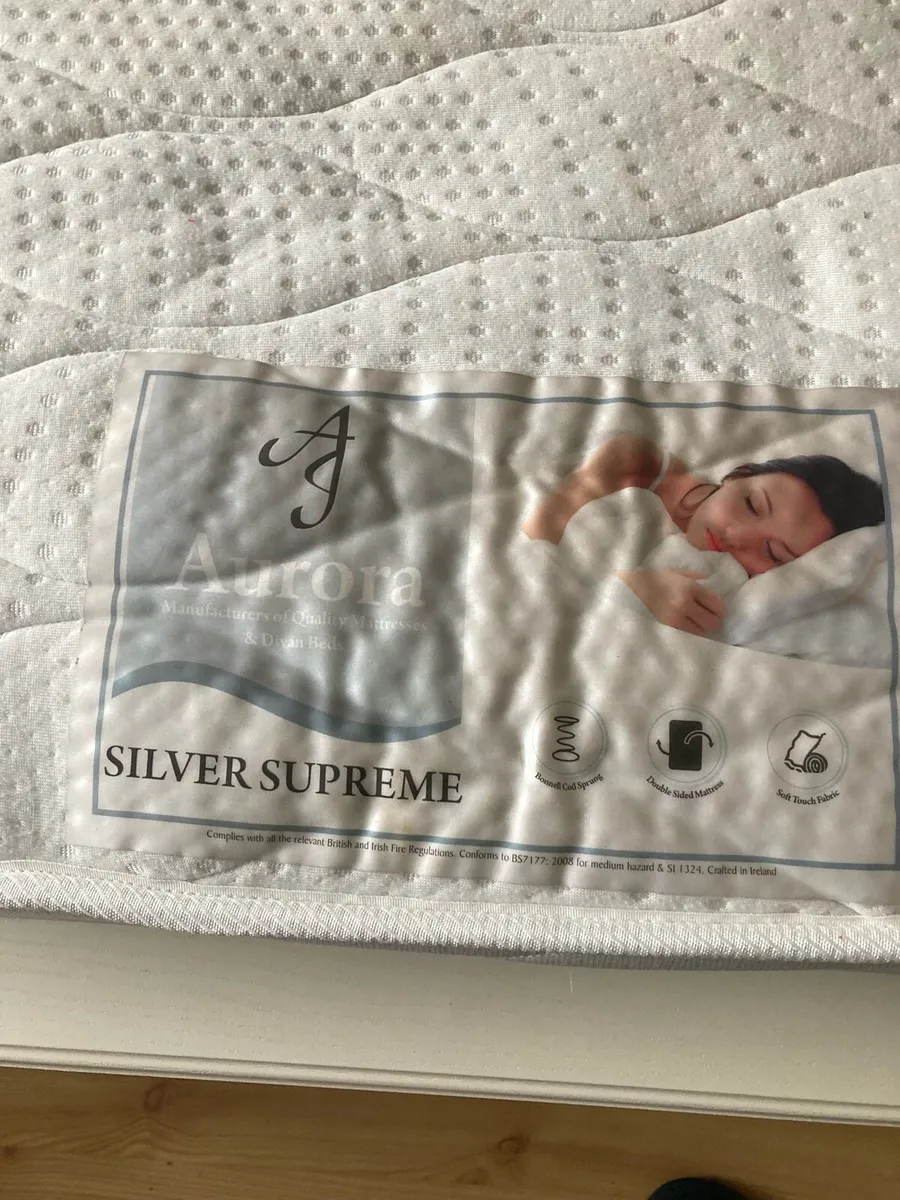 AJ
Aurora
Manufacturers of Quality Mattresses
& Divan Beds
SILVER SUPREME
Bonnell Coil Sprung
Double Sided Mattress
Soft Touch Fabric
Complies with all the relevant British and Irish Fire Regulations. Conforms to BS7177: 2008 for medium hazard & SI 1324, Crafted in Ireland